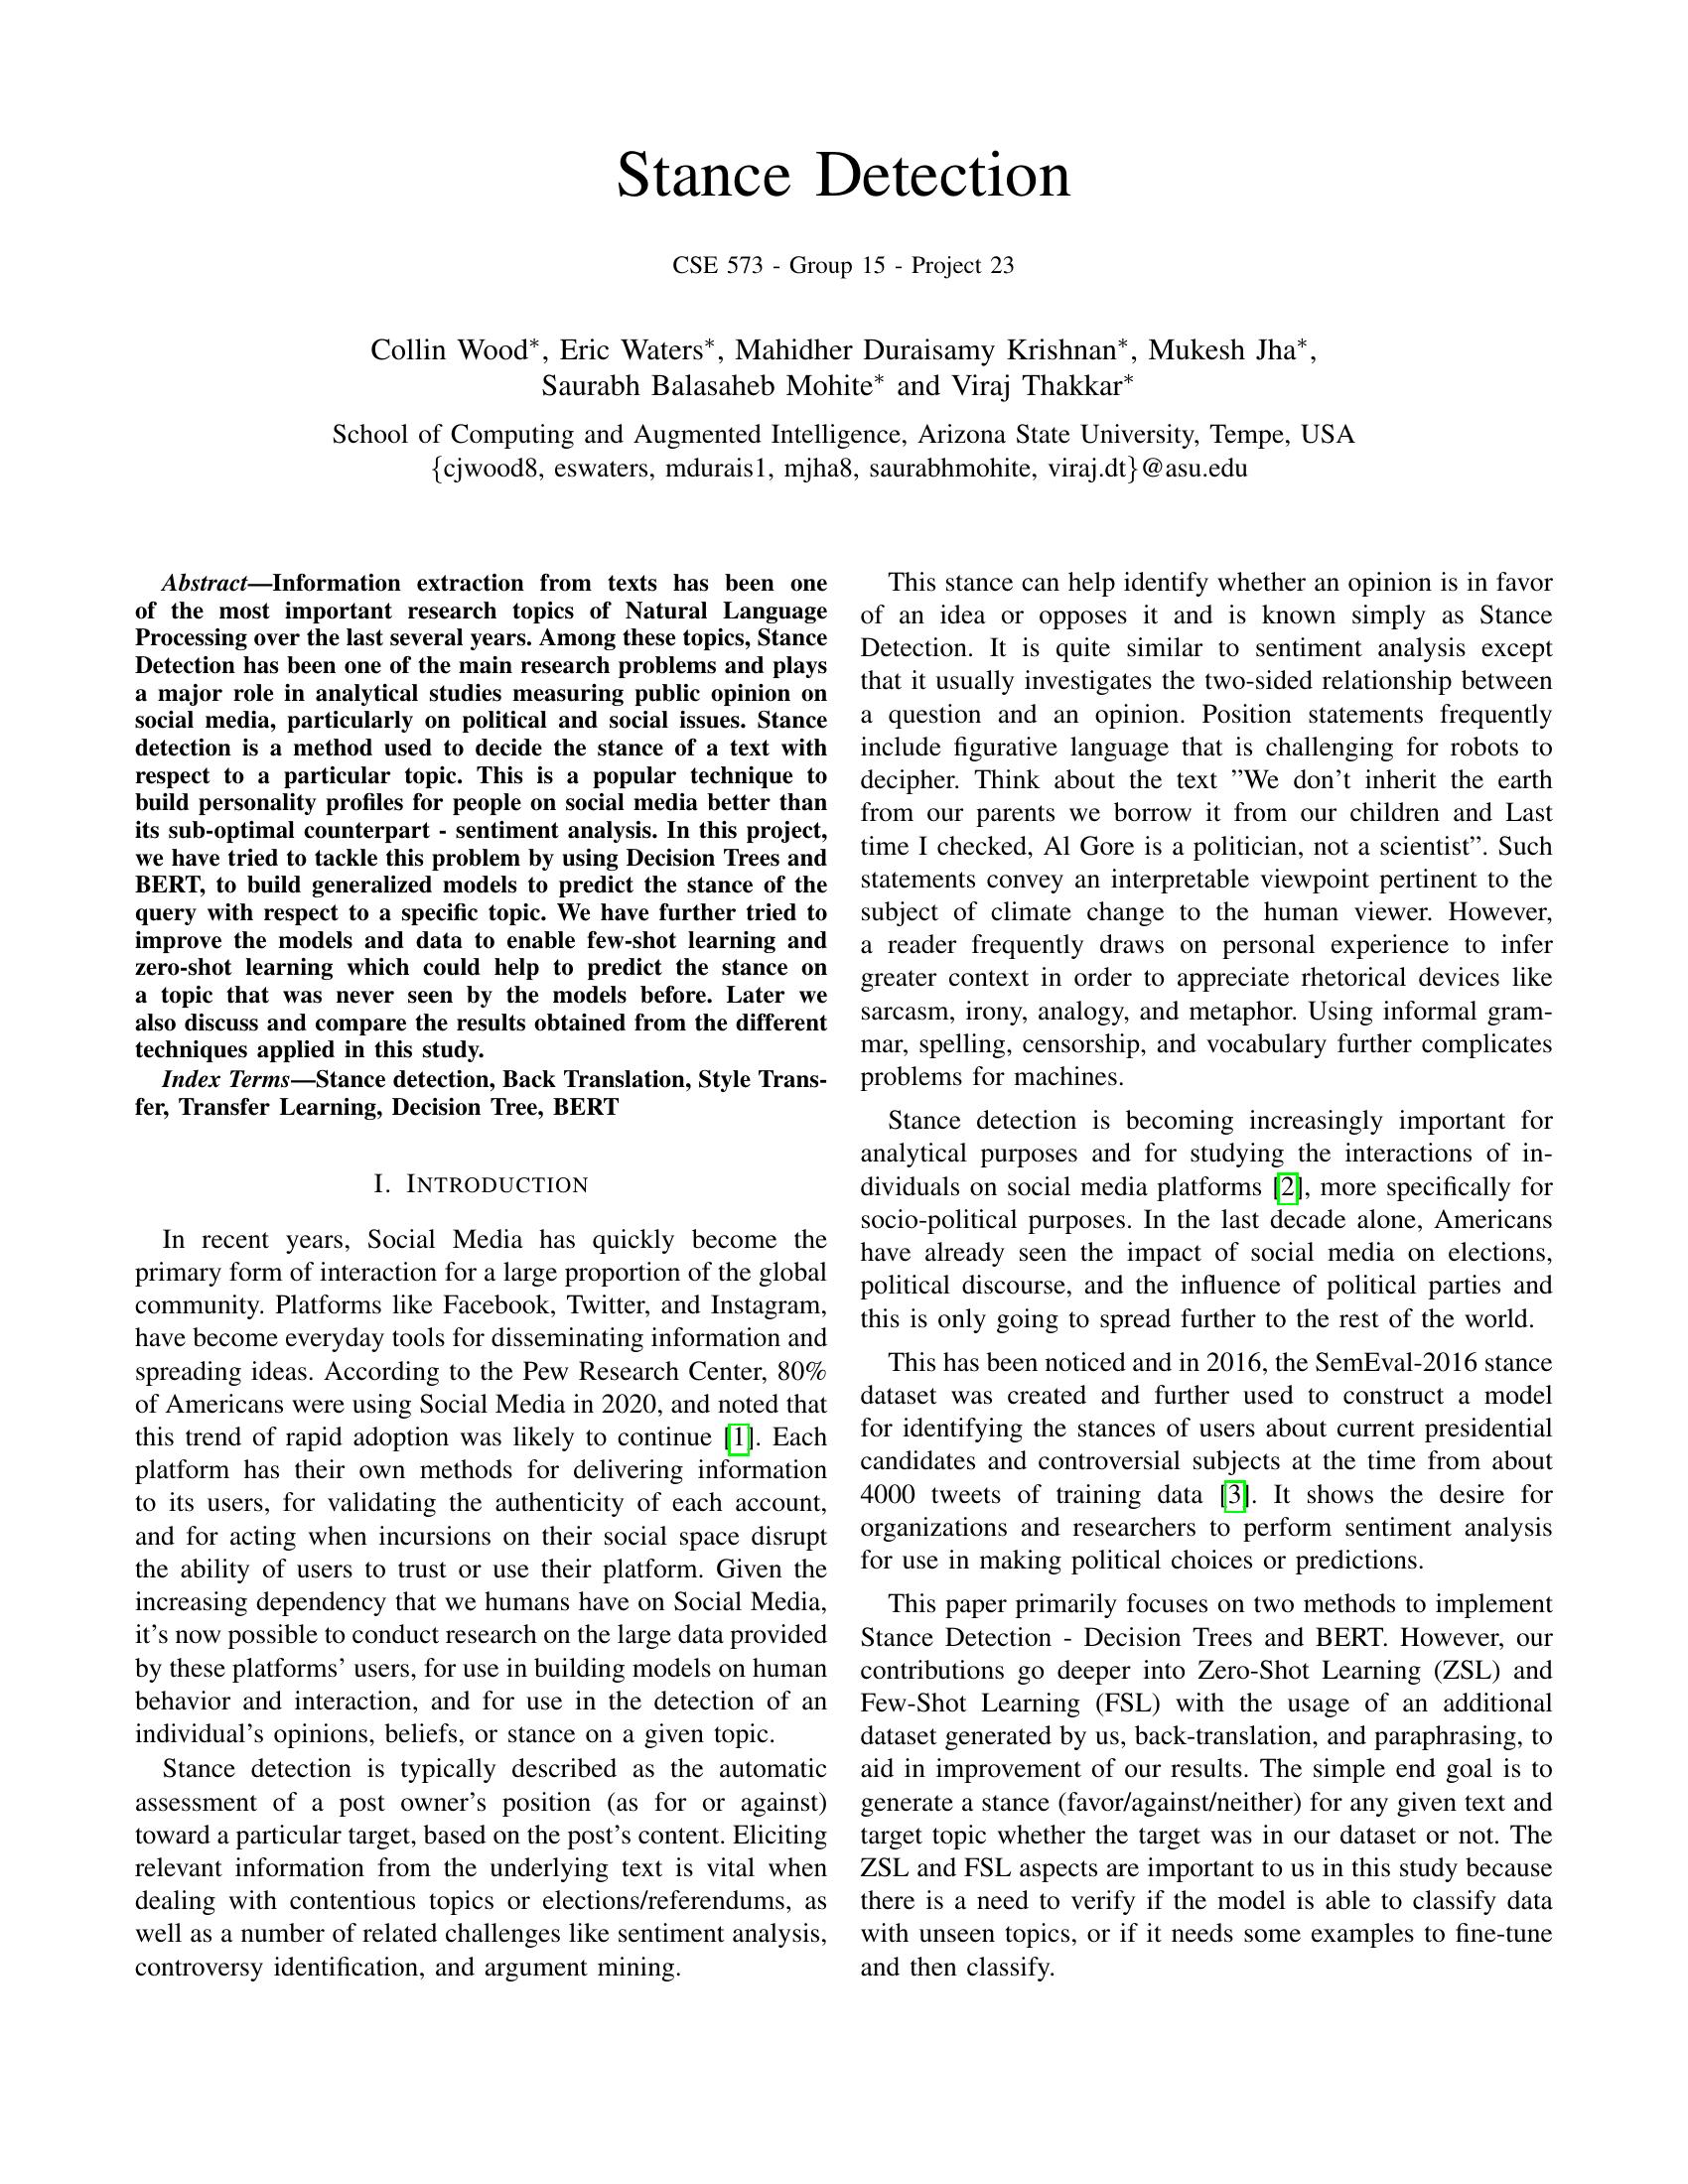 Stance Detection
CSE 573 - Group 15 - Project 23
Collin Wood*, Eric Waters*, Mahidher Duraisamy Krishnan*, Mukesh Jha*,
Saurabh Balasaheb Mohite* and Viraj Thakkar*
School of Computing and Augmented Intelligence, Arizona State University, Tempe, USA
{cjwood8, eswaters, mdurais1, mjha8, saurabhmohite, viraj.dt}@asu.edu
Abstract—Information extraction from texts has been one
of the most important research topics of Natural Language
Processing over the last several years. Among these topics, Stance
Detection has been one of the main research problems and plays
a major role in analytical studies measuring public opinion on
social media, particularly on political and social issues. Stance
detection is a method used to decide the stance of a text with
respect to a particular topic. This is a popular technique to
build personality profiles for people on social media better than
its sub-optimal counterpart - sentiment analysis. In this project,
we have tried to tackle this problem by using Decision Trees and
BERT, to build generalized models to predict the stance of the
query with respect to a specific topic. We have further tried to
improve the models and data to enable few-shot learning and
zero-shot learning which could help to predict the stance on
a topic that was never seen by the models before. Later we
also discuss and compare the results obtained from the different
techniques applied in this study.
Index Terms—Stance detection, Back Translation, Style Trans-
fer, Transfer Learning, Decision Tree, BERT
I. INTRODUCTION
In recent years, Social Media has quickly become the
primary form of interaction for a large proportion of the global
community. Platforms like Facebook, Twitter, and Instagram,
have become everyday tools for disseminating information and
spreading ideas. According to the Pew Research Center, 80%
of Americans were using Social Media in 2020, and noted that
this trend of rapid adoption was likely to continue [1]. Each
platform has their own methods for delivering information
to its users, for validating the authenticity of each account,
and for acting when incursions on their social space disrupt
the ability of users to trust or use their platform. Given the
increasing dependency that we humans have on Social Media,
it's now possible to conduct research on the large data provided
by these platforms' users, for use in building models on human
behavior and interaction, and for use in the detection of an
individual's opinions, beliefs, or stance on a given topic.
Stance detection is typically described as the automatic
assessment of a post owner's position (as for or against)
toward a particular target, based on the post's content. Eliciting
relevant information from the underlying text is vital when
dealing with contentious topics or elections/referendums, as
well as a number of related challenges like sentiment analysis,
controversy identification, and argument mining.
This stance can help identify whether an opinion is in favor
of an idea or opposes it and is known simply as Stance
Detection. It is quite similar to sentiment analysis except
that it usually investigates the two-sided relationship between
a question and an opinion. Position statements frequently
include figurative language that is challenging for robots to
decipher. Think about the text ”We don't inherit the earth
from our parents we borrow it from our children and Last
time I checked, Al Gore is a politician, not a scientist”. Such
statements convey an interpretable viewpoint pertinent to the
subject of climate change to the human viewer. However,
a reader frequently draws on personal experience to infer
greater context in order to appreciate rhetorical devices like
sarcasm, irony, analogy, and metaphor. Using informal gram-
mar, spelling, censorship, and vocabulary further complicates
problems for machines.
Stance detection is becoming increasingly important for
analytical purposes and for studying the interactions of in-
dividuals on social media platforms [2], more specifically for
socio-political purposes. In the last decade alone, Americans
have already seen the impact of social media on elections,
political discourse, and the influence of political parties and
this is only going to spread further to the rest of the world.
This has been noticed and in 2016, the SemEval-2016 stance
dataset was created and further used to construct a model
for identifying the stances of users about current presidential
candidates and controversial subjects at the time from about
4000 tweets of training data [3]. It shows the desire for
organizations and researchers to perform sentiment analysis
for use in making political choices or predictions.
This paper primarily focuses on two methods to implement
Stance Detection - Decision Trees and BERT. However, our
contributions go deeper into Zero-Shot Learning (ZSL) and
Few-Shot Learning (FSL) with the usage of an additional
dataset generated by us, back-translation, and paraphrasing, to
aid in improvement of our results. The simple end goal is to
generate a stance (favor/against/neither) for any given text and
target topic whether the target was in our dataset or not. The
ZSL and FSL aspects are important to us in this study because
there is a need to verify if the model is able to classify data
with unseen topics, or if it needs some examples to fine-tune
and then classify.